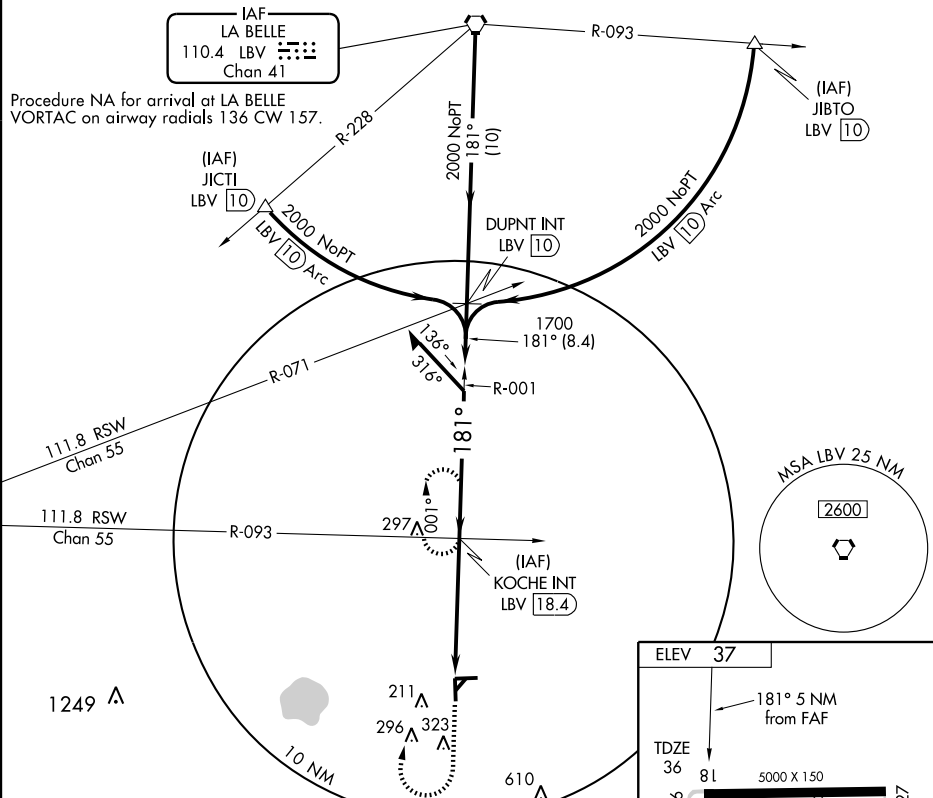 IAF
LA BELLE
110.4 LBV
Chan 41
Procedure NA for arrival at LA BELLE
VORTAC on airway radials 136 CW 157.
R-093
(IAF)
JIBTO
LBV 10
R-228
2000 NoPT
181°
(10)
(IAF)
JICTI
LBV 10
2000 NoPT
LBV 10 Arc
2000 NoPT
LBV 10 Arc
DUPNT INT
LBV 10
1700
181° (8.4)
136°
316°
R-001
R-071
111.8 RSW
Chan 55
181°
001°
297
111.8 RSW
Chan 55
R-093
(IAF)
KOCHE INT
LBV 18.4
MSA LBV 25 NM
2600
1249
211
296
323
10 NM
610
ELEV 37
181° 5 NM
from FAF
TDZE
36
18
5000 X 150
27